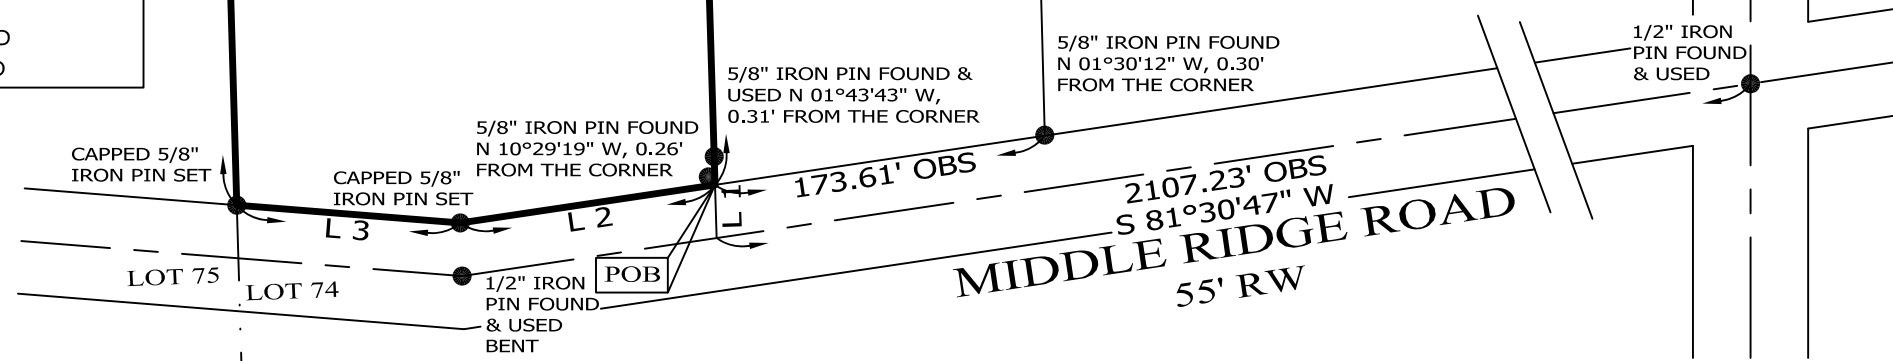 D
D
CAPPED 5/8"
IRON PIN SET
CAPPED 5/8"
IRON PIN SET
5/8" IRON PIN FOUND
N 10°29'19" W, 0.26'
FROM THE CORNER
5/8" IRON PIN FOUND &
USED N 01°43'43" W,
0.31' FROM THE CORNER
5/8" IRON PIN FOUND
N 01°30'12" W, 0.30'
FROM THE CORNER
1/2" IRON
PIN FOUND
& USED
L 3
L 2
L 1
173.61' OBS
2107.23' OBS
S 81°30'47" W
MIDDLE RIDGE ROAD
55' RW
LOT 75
LOT 74
1/2" IRON
PIN FOUND
& USED
BENT
POB